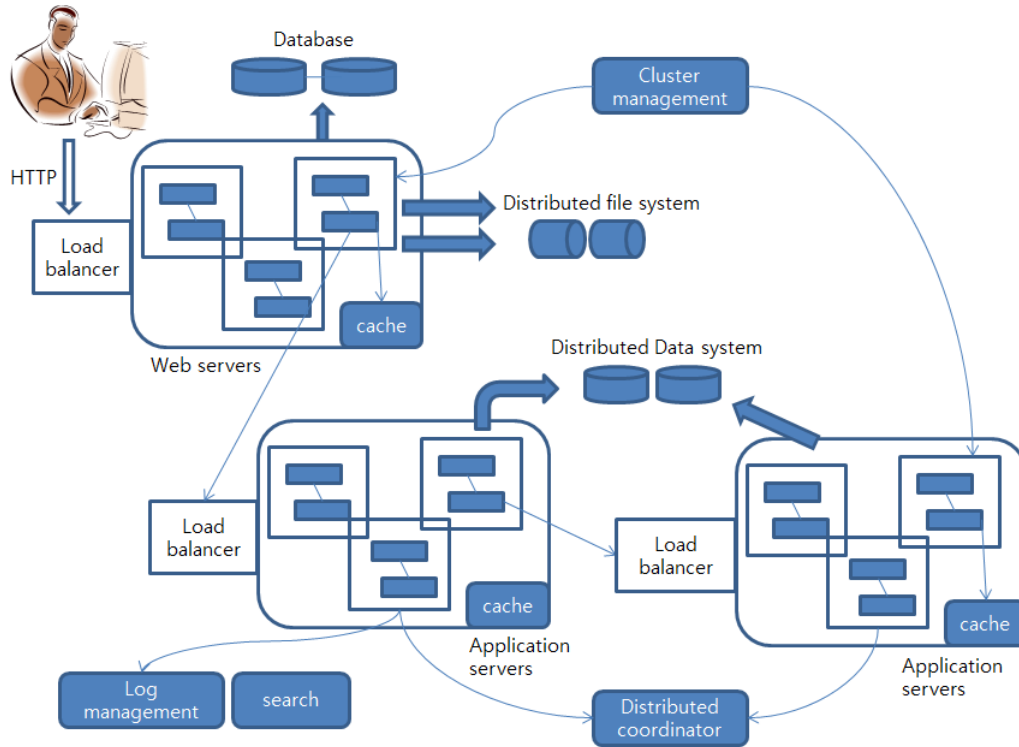 Database
Cluster
management
HTTP
Distributed file system
Load
balancer
cache
Web servers
Distributed Data system
Load
balancer
Load
balancer
cache
Application
servers
cache
Application
servers
Log
management
search
Distributed
coordinator